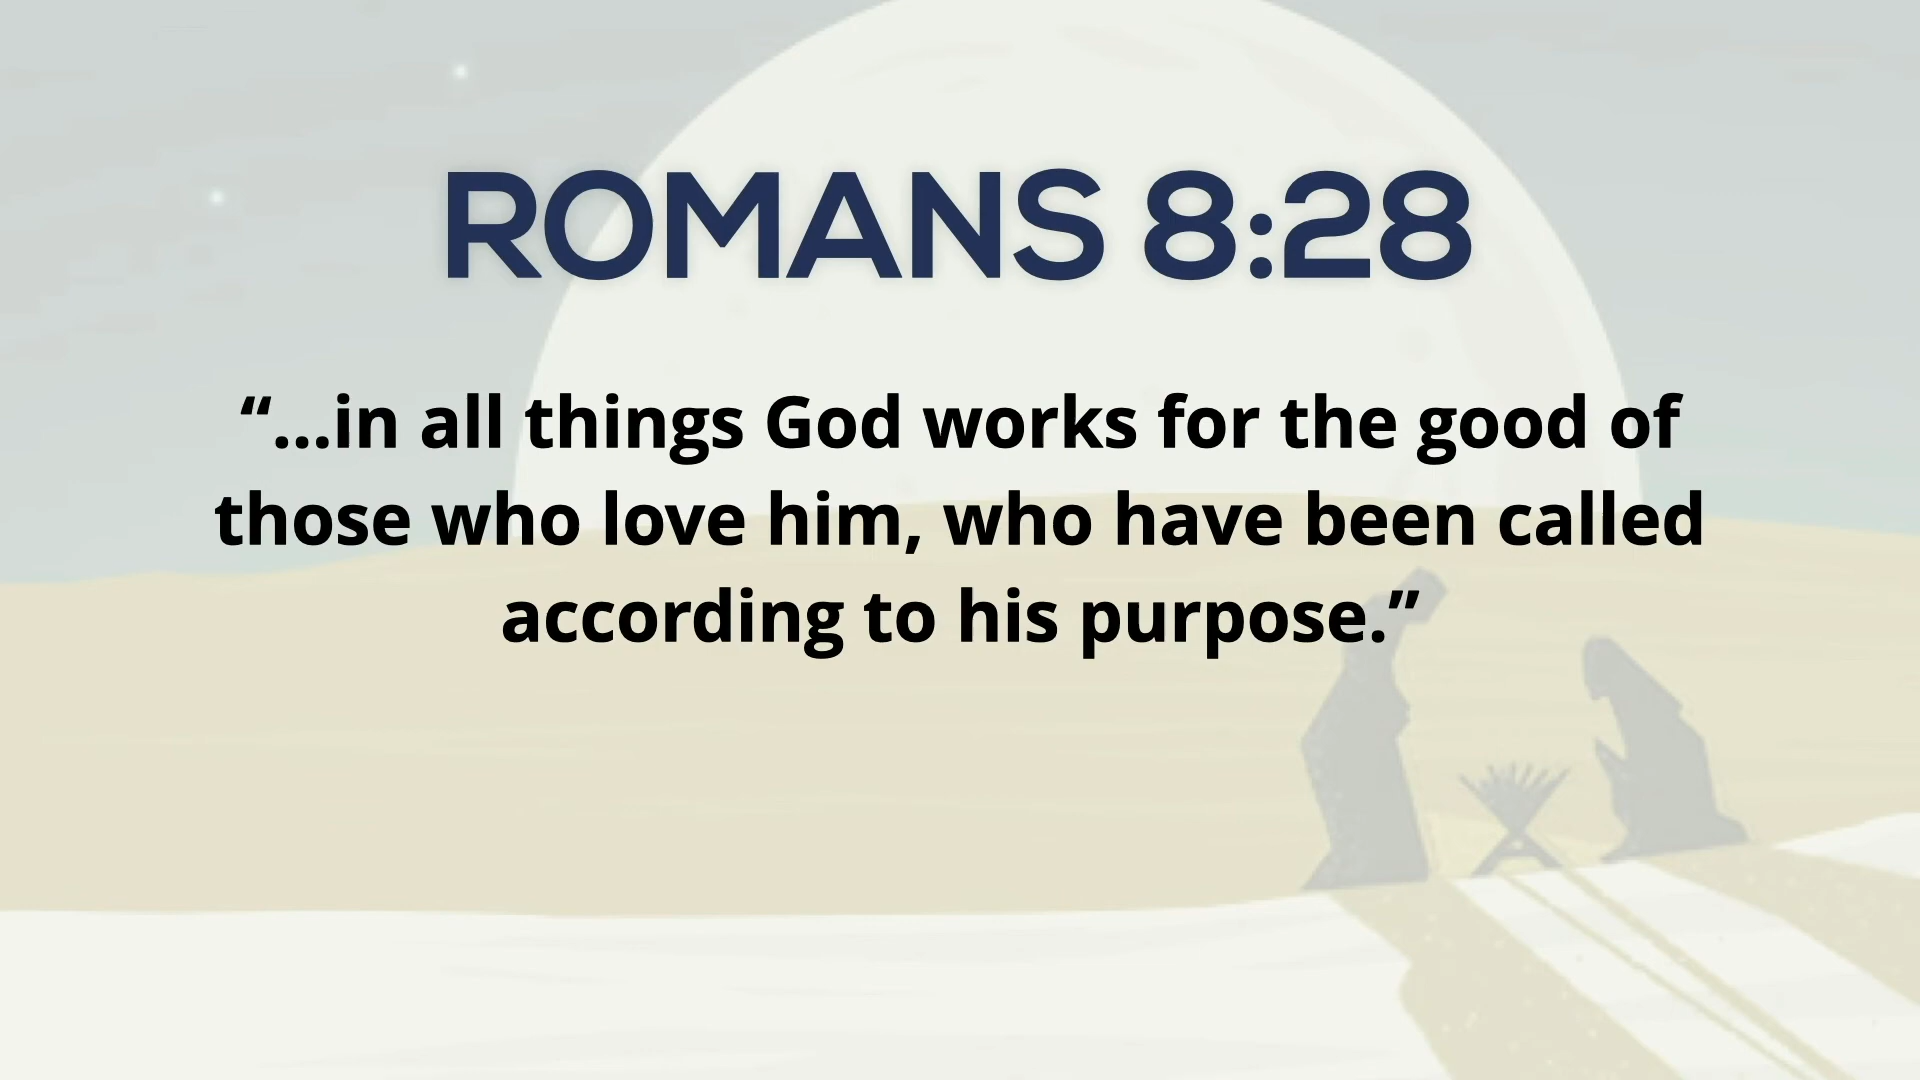 ROMANS 8:28
“...in all things God works for the good of
those who love him, who have been called
according to his purpose.”